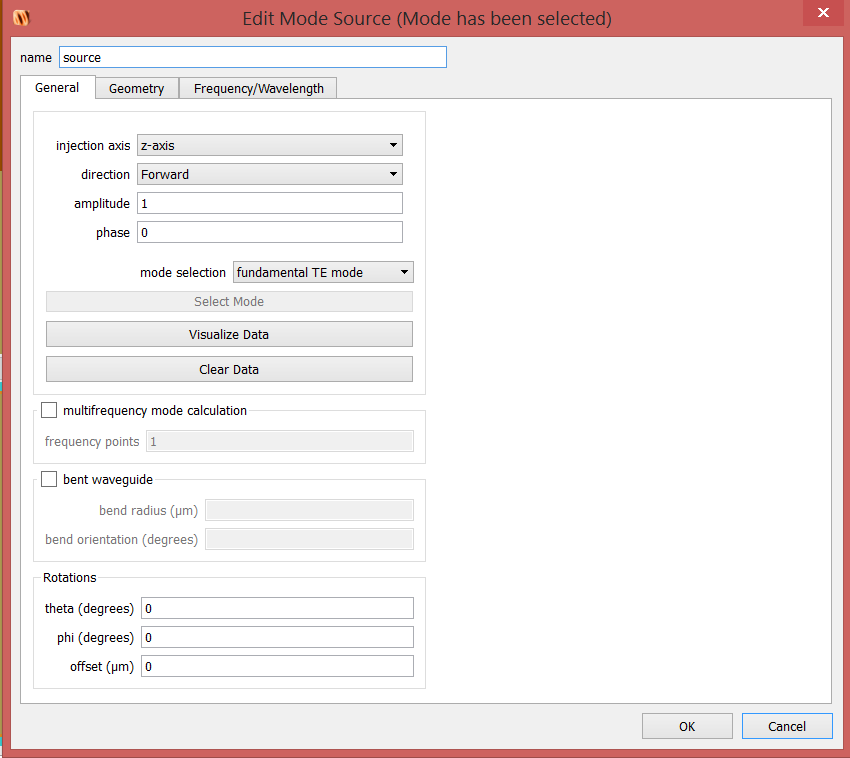 Edit Mode Source (Mode has been selected)
name source
General Geometry Frequency/Wavelength
injection axis z-axis
direction Forward
amplitude 1
phase 0
mode selection fundamental TE mode
Select Mode
Visualize Data
Clear Data
multifrequency mode calculation
frequency points 1
bent waveguide
bend radius (µm)
bend orientation (degrees)
Rotations
theta (degrees) 0
phi (degrees) 0
offset (µm) 0
OK Cancel